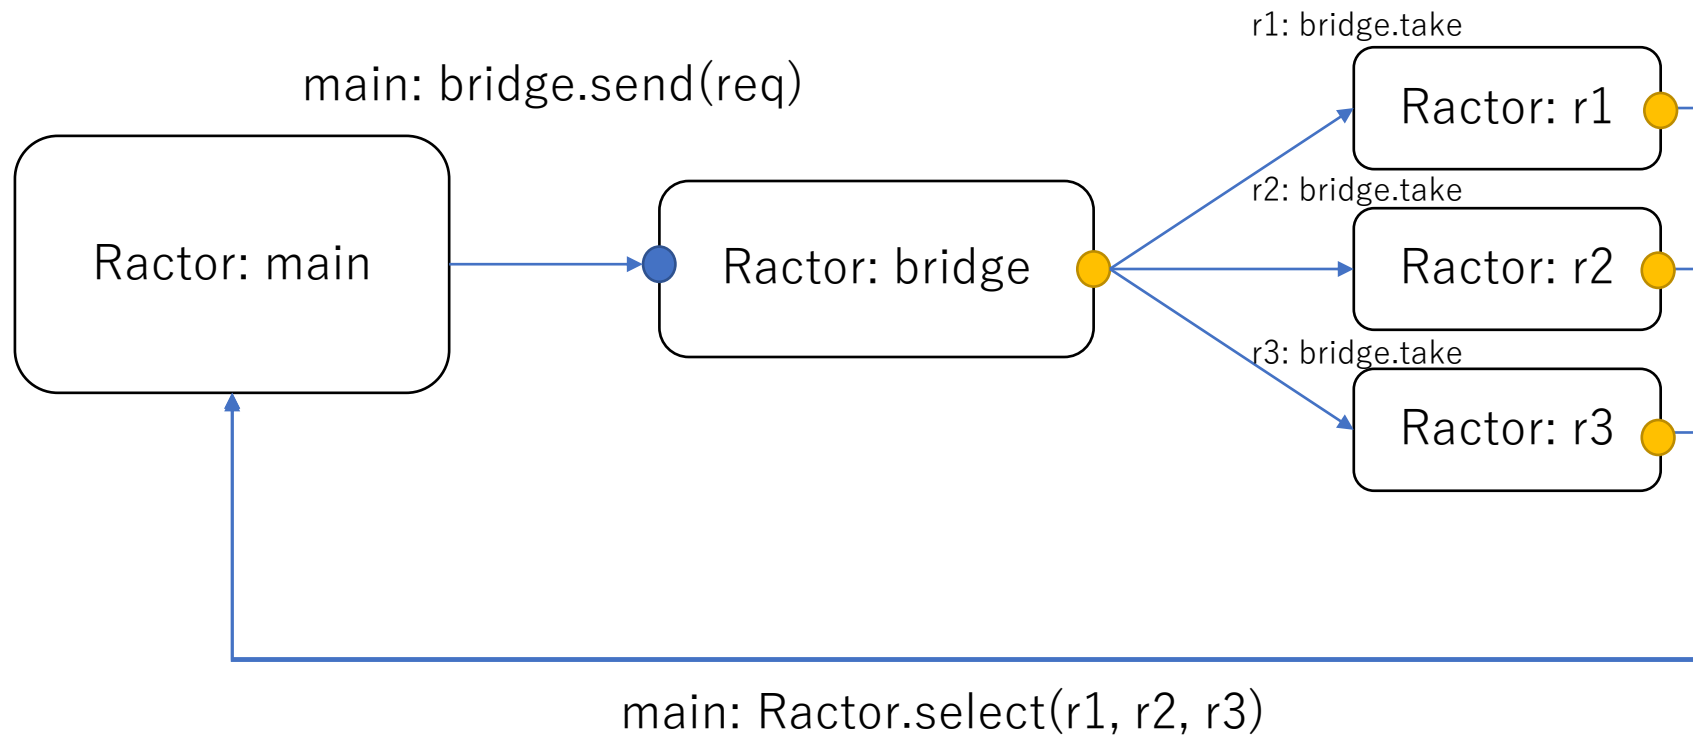 r1: bridge.take
main: bridge.send(req)
Ractor: r1
r2: bridge.take
Ractor: main
Ractor: bridge
Ractor: r2
r3: bridge.take
Ractor: r3
main: Ractor.select(r1, r2, r3)